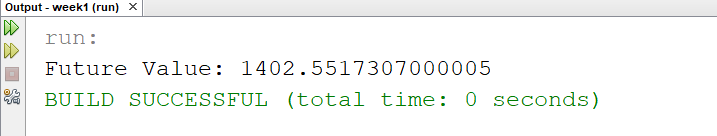 Output - week1 (run)
run:
Future Value: 1402.5517307000005
BUILD SUCCESSFUL (total time: 0 seconds)